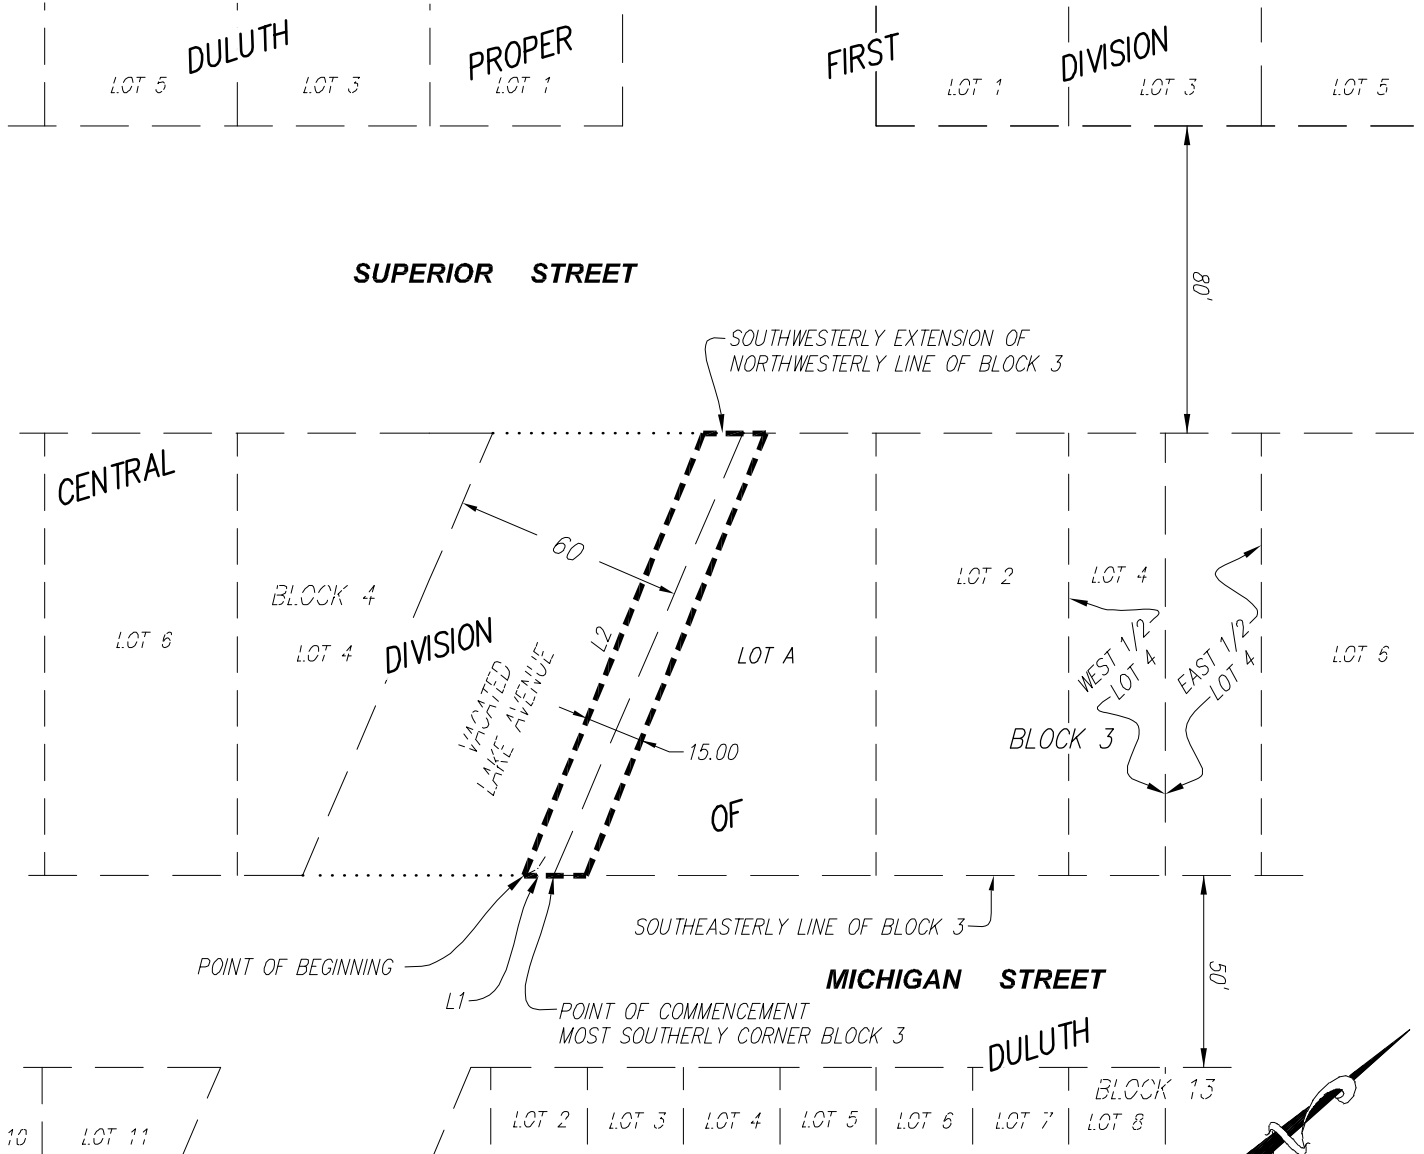 DULUTH
PROPER
FIRST
DIVISION
LOT 5
LOT 3
LOT 1
LOT 1
LOT 3
LOT 5
SUPERIOR STREET
80'
SOUTHWESTERLY EXTENSION OF
NORTHWESTERLY LINE OF BLOCK 3
CENTRAL
60
BLOCK 4
LOT 2
LOT 4
LOT 6
LOT 4
DIVISION
L2
LOT A
WEST 1/2
LOT 4
EAST 1/2
LOT 4
LOT 6
VACATED
LAKE AVENUE
15.00
BLOCK 3
OF
SOUTHEASTERLY LINE OF BLOCK 3
POINT OF BEGINNING
MICHIGAN STREET
50'
L1
POINT OF COMMENCEMENT
MOST SOUTHERLY CORNER BLOCK 3
DULUTH
BLOCK 13
10
LOT 11
LOT 2
LOT 3
LOT 4
LOT 5
LOT 6
LOT 7
LOT 8